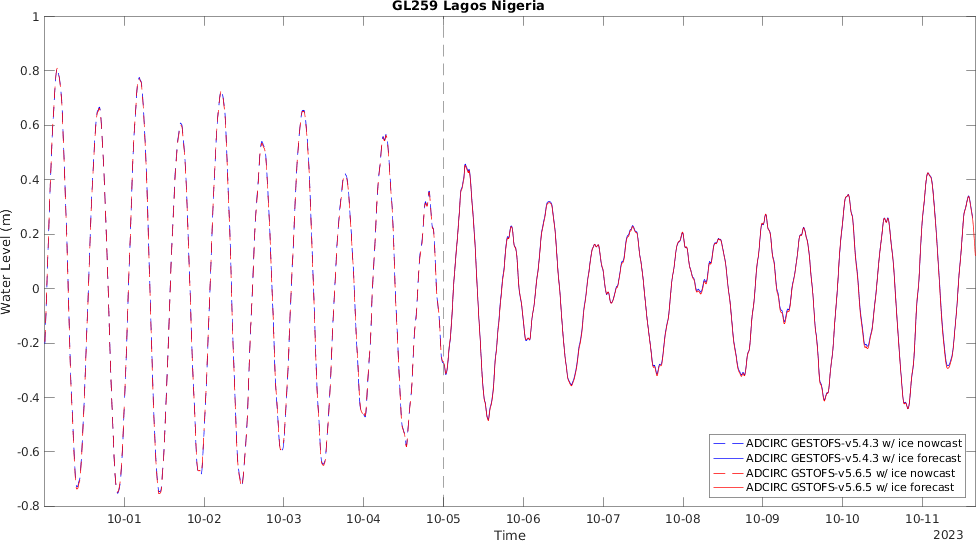 GL259 Lagos Nigeria
1
0.8
0.6
0.4
0.2
0
-0.2
-0.4
-0.6
-0.8
Water Level (m)
ADCIRC GESTOFS-v5.4.3 w/ ice nowcast
ADCIRC GESTOFS-v5.4.3 w/ ice forecast
ADCIRC GSTOFS-v5.6.5 w/ ice nowcast
ADCIRC GSTOFS-v5.6.5 w/ ice forecast
10-01 10-02 10-03 10-04 10-05 10-06 10-07 10-08 10-09 10-10 10-11
Time
2023